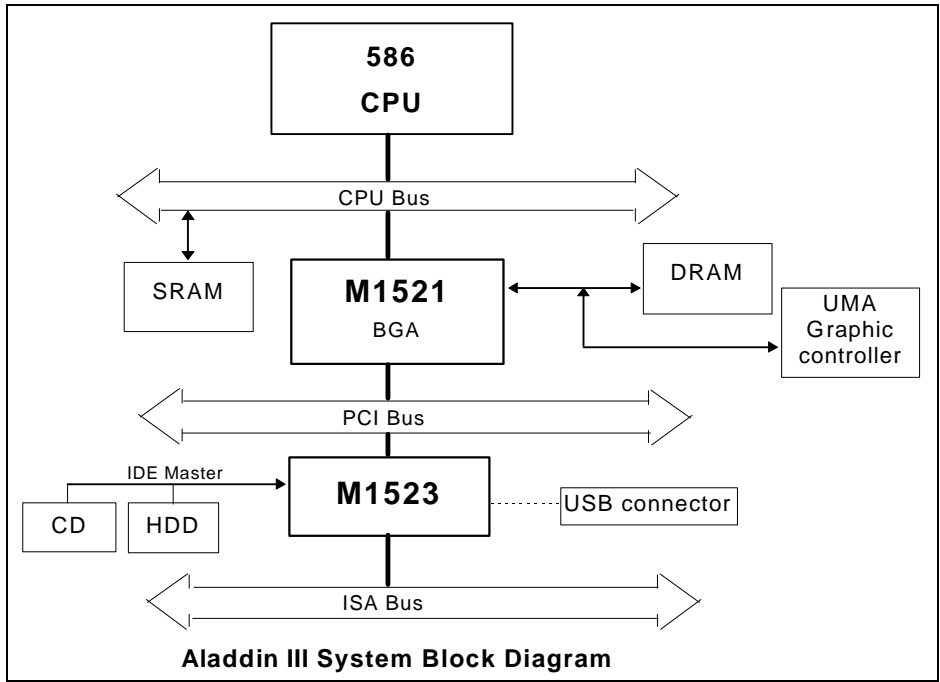 586
CPU
CPU Bus
SRAM
M1521
BGA
DRAM
UMA
Graphic
controller
PCI Bus
IDE Master
CD
HDD
M1523
USB connector
ISA Bus
Aladdin III System Block Diagram